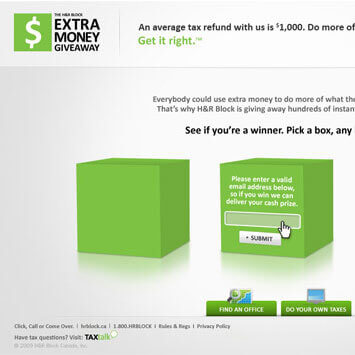 THE H&R BLOCK
EXTRA
MONEY
GIVEAWAY
$
An average tax refund with us is $1,000. Do more of
Get it right.™
Everybody could use extra money to do more of what the
That's why H&R Block is giving away hundreds of instan
See if you're a winner. Pick a box, any
Please enter a valid
email address below,
so if you win we can
deliver your cash prize.
SUBMIT
FIND AN OFFICE
DO YOUR OWN TAXES
Click, Call or Come Over. | hrblock.ca | 1.800.HRBLOCK | Rules & Regs | Privacy Policy
Have tax questions? Visit: TAXtalk
© 2009 H&R Block Canada, Inc.